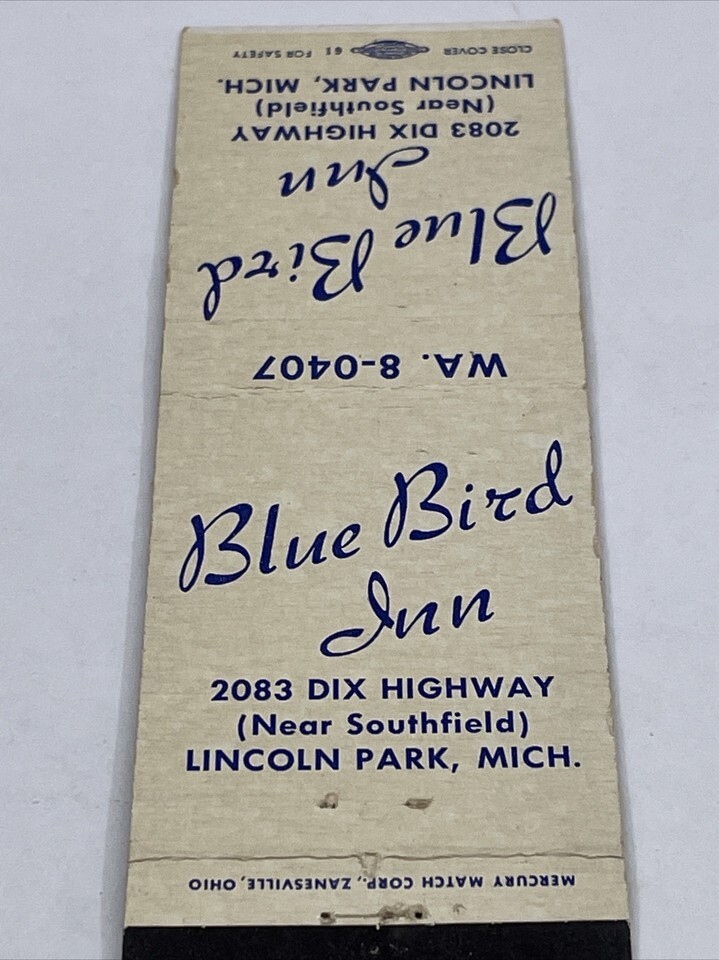 CLOSE COVER 61 FOR SAFETY
LINCOLN PARK, MICH.
(Near Southfield)
2083 DIX HIGHWAY
Blue Bird
Inn
WA. 8-0407
Blue Bird
Inn
2083 DIX HIGHWAY
(Near Southfield)
LINCOLN PARK, MICH.
MERCURY MATCH CORP., ZANESVILLE, OHIO